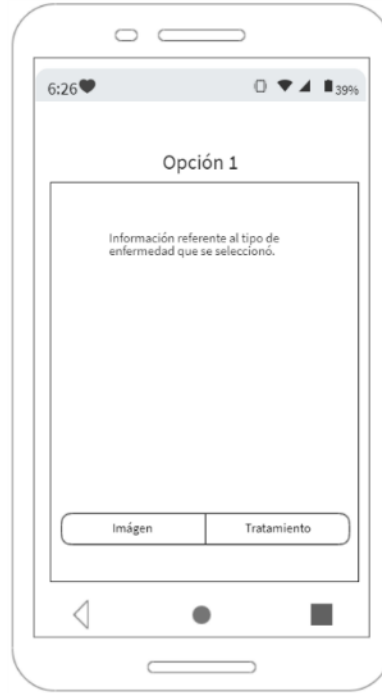 6:26
39%
Opción 1
Información referente al tipo de
enfermedad que se seleccionó.
Imágen
Tratamiento